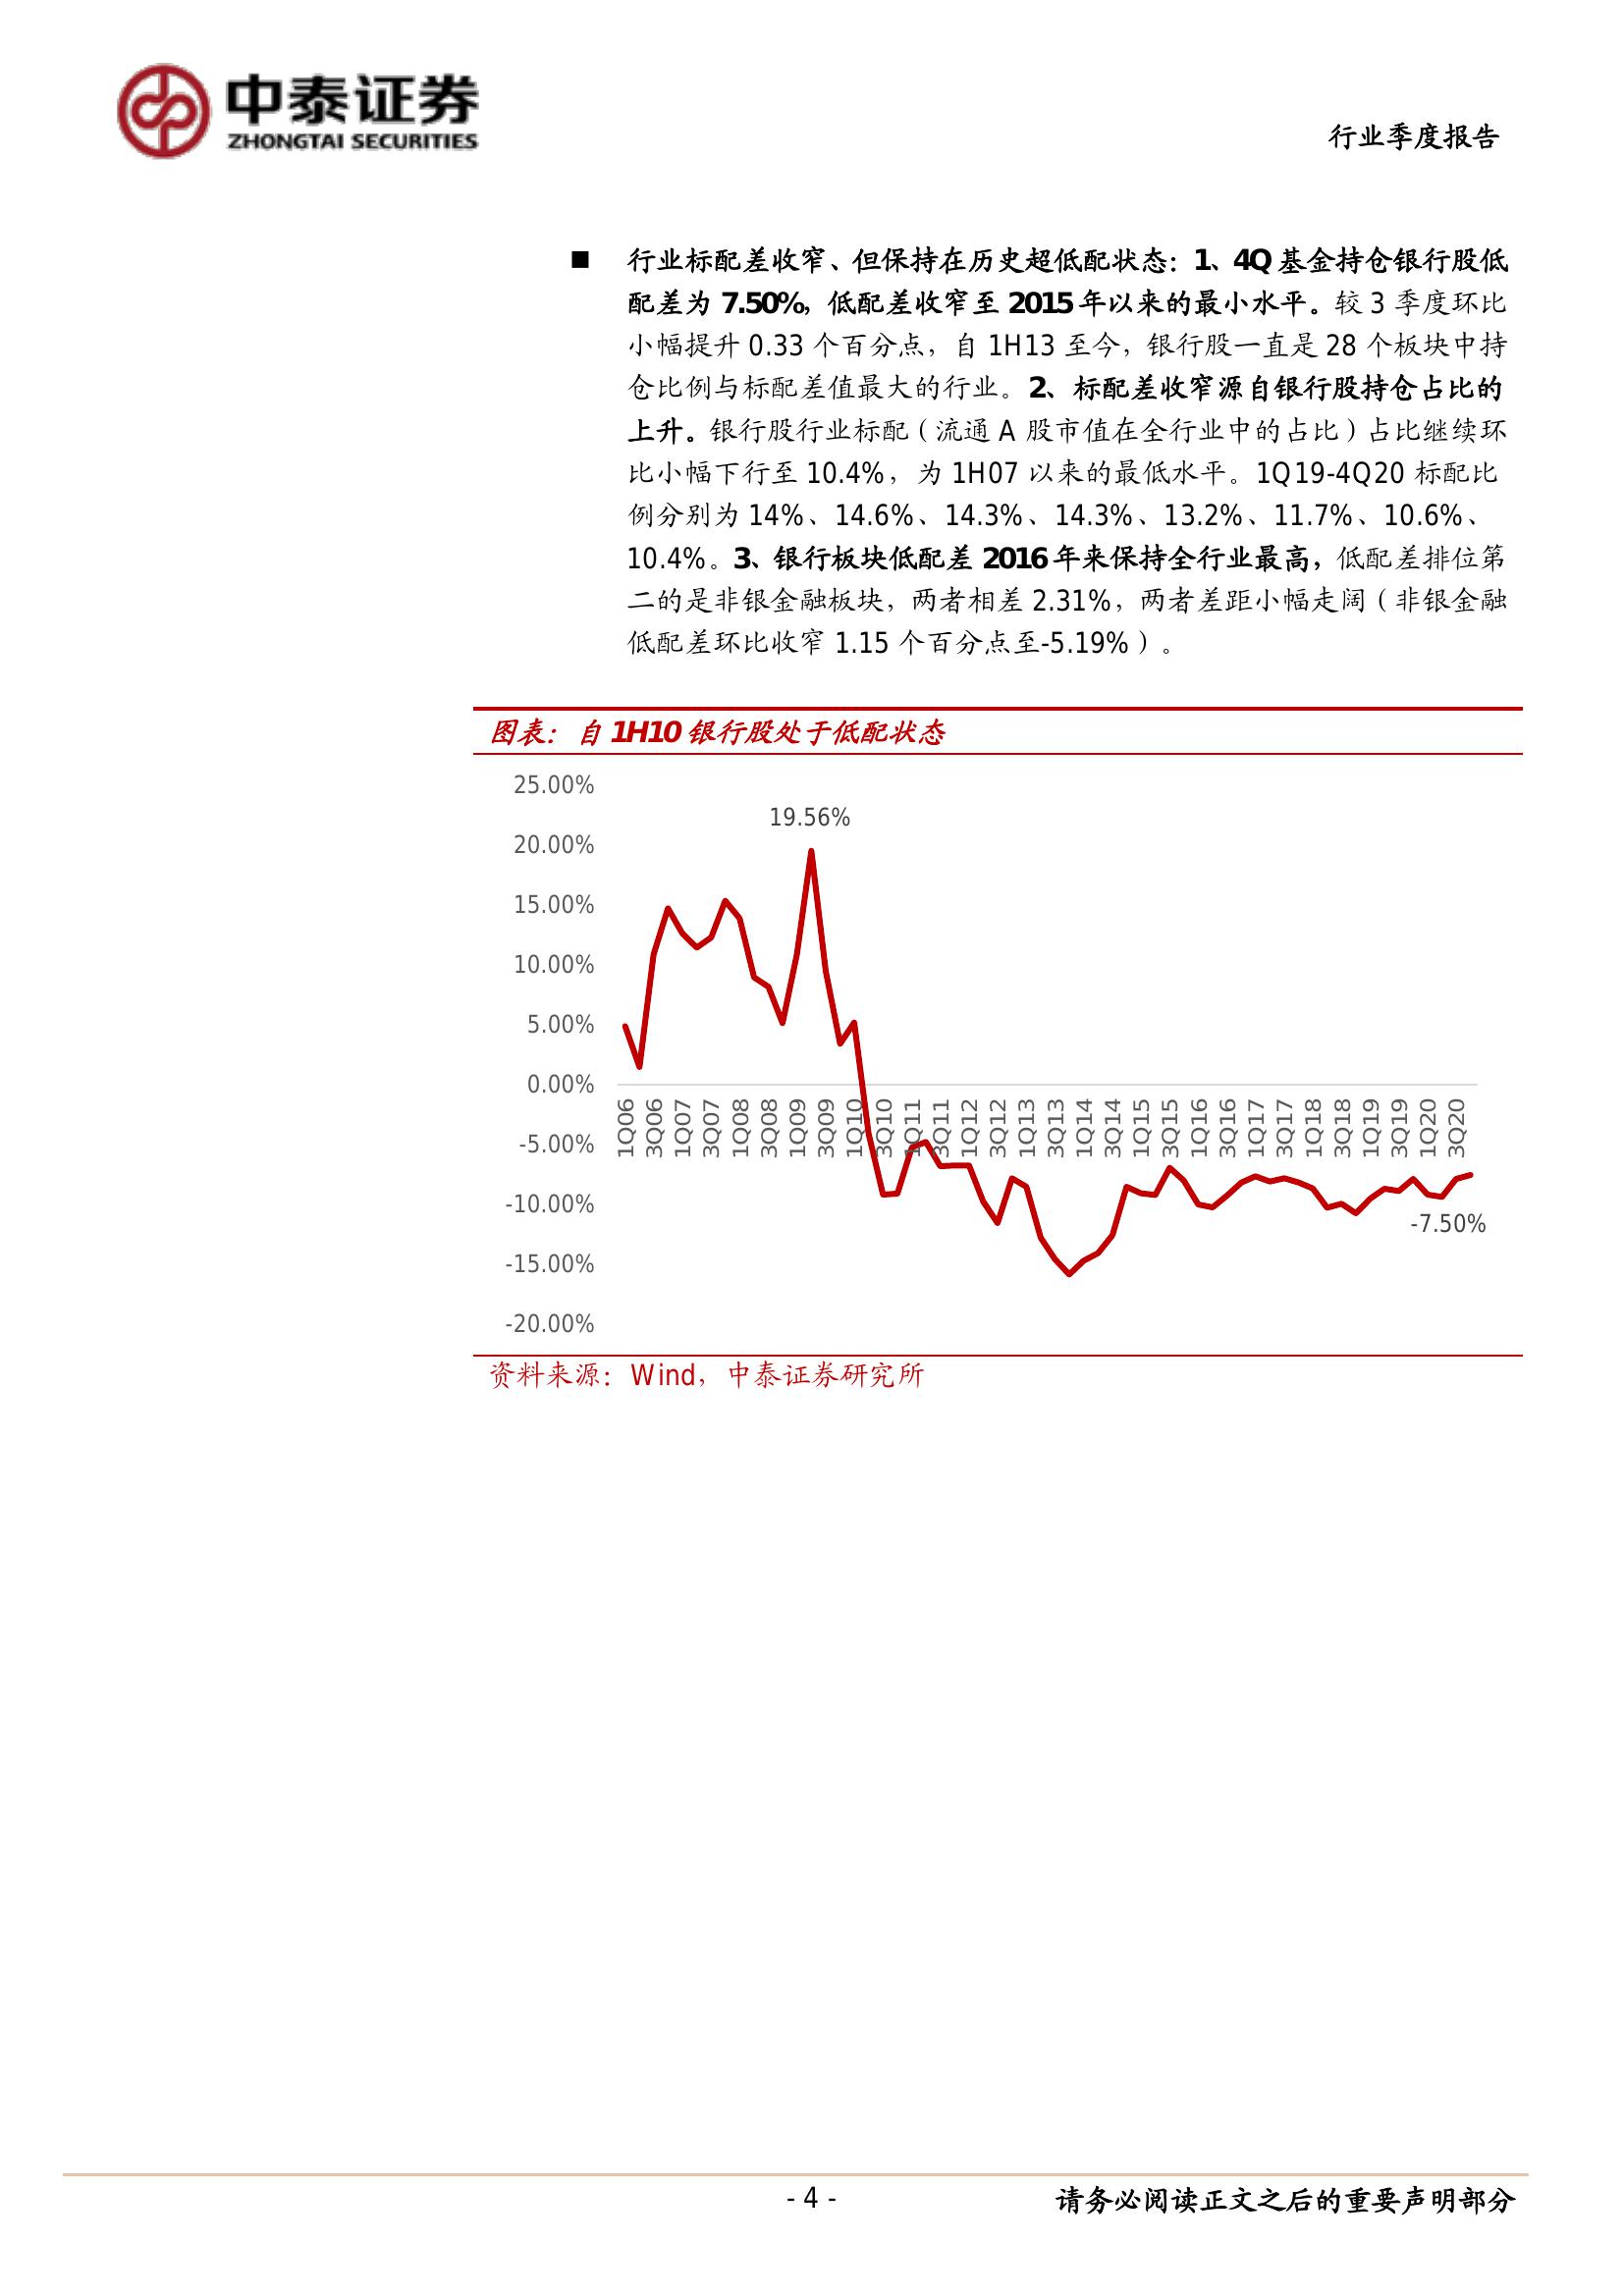 中泰证券
ZHONGTAI SECURITIES
行业季度报告
■ 行业标配差收窄、但保持在历史超低配状态：1、4Q 基金持仓银行股低
配差为 7.50%，低配差收窄至 2015 年以来的最小水平。较 3 季度环比
小幅提升 0.33 个百分点，自 1H13 至今，银行股一直是 28 个板块中持
仓比例与标配差值最大的行业。2、标配差收窄源自银行股持仓占比的
上升。银行股行业标配（流通 A 股市值在全行业中的占比）占比继续环
比小幅下行至 10.4%，为 1H07 以来的最低水平。1Q19-4Q20 标配比
例分别为 14%、14.6%、14.3%、14.3%、13.2%、11.7%、10.6%、
10.4%。3、银行板块低配差 2016 年来保持全行业最高，低配差排位第
二的是非银金融板块，两者相差 2.31%，两者差距小幅走阔（非银金融
低配差环比收窄 1.15 个百分点至-5.19%）。
图表：自 1H10 银行股处于低配状态
25.00%
19.56%
20.00%
15.00%
10.00%
5.00%
0.00%
1Q06 3Q06 1Q07 3Q07 1Q08 3Q08 1Q09 3Q09 1Q10 3Q10 1Q11 3Q11 1Q12 3Q12 1Q13 3Q13 1Q14 3Q14 1Q15 3Q15 1Q16 3Q16 1Q17 3Q17 1Q18 3Q18 1Q19 3Q19 1Q20 3Q20
-5.00%
-10.00%
-7.50%
-15.00%
-20.00%
资料来源：Wind，中泰证券研究所
- 4 -
请务必阅读正文之后的重要声明部分